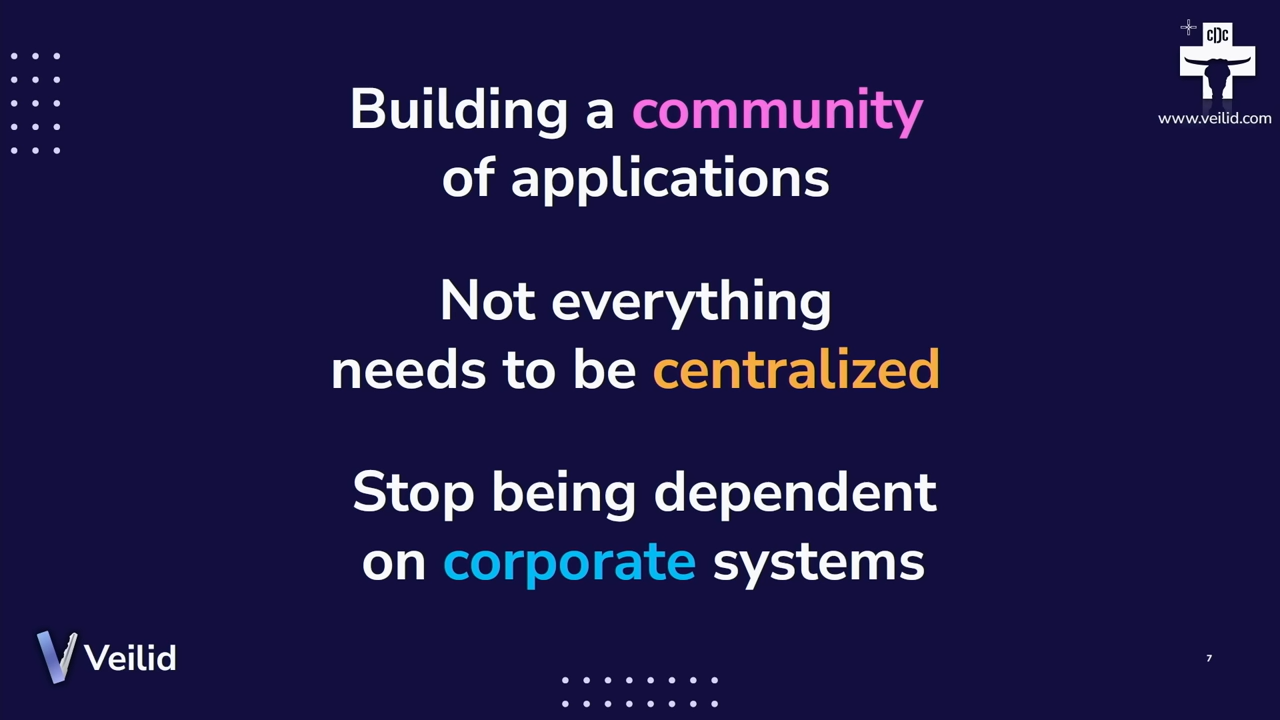 cDc
www.veilid.com
Building a community
of applications
Not everything
needs to be centralized
Stop being dependent
on corporate systems
Veilid
7